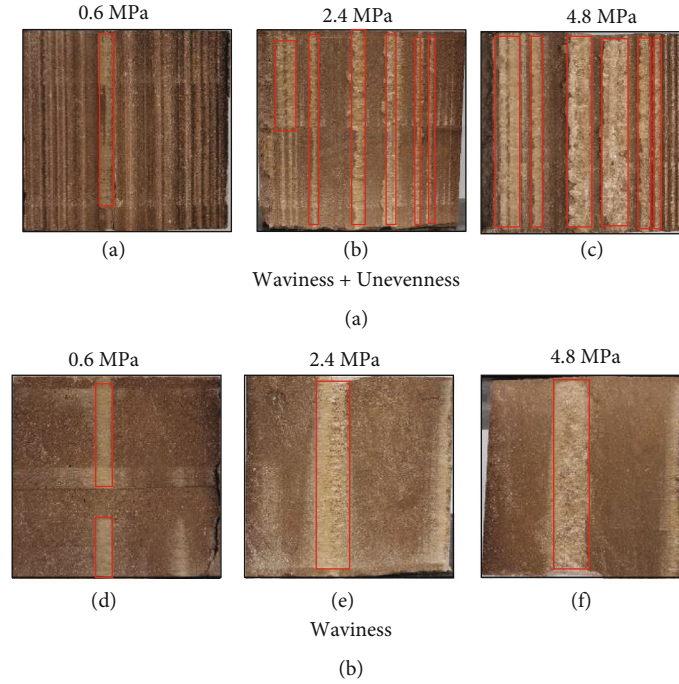 0.6 MPa 2.4 MPa 4.8 MPa
(a) (b) (c)
Waviness + Unevenness
(a)
0.6 MPa 2.4 MPa 4.8 MPa
(d) (e) (f)
Waviness
(b)